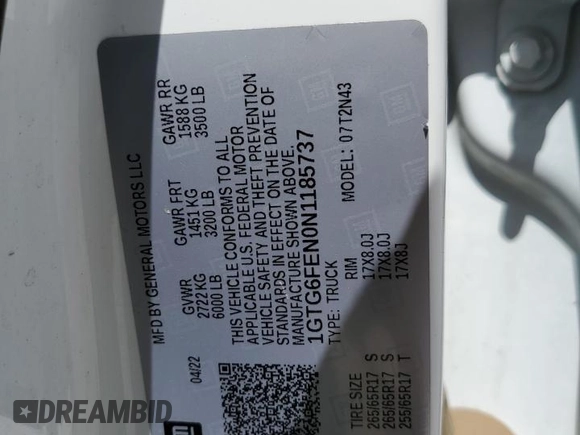 MFD BY GENERAL MOTORS LLC
04/22
GVWR
2722 KG
6000 LB
GAWR FRT
1451 KG
3200 LB
GAWR RR
1588 KG
3500 LB
THIS VEHICLE CONFORMS TO ALL
APPLICABLE U.S. FEDERAL MOTOR
VEHICLE SAFETY AND THEFT PREVENTION
STANDARDS IN EFFECT ON THE DATE OF
MANUFACTURE SHOWN ABOVE.
1GTG6FEN0N1185737
TYPE: TRUCK
MODEL: 07T2N43
TIRE SIZE
RIM
265/65R17 S
17X8.0J
265/65R17 S
17X8.0J
255/65R17 T
17X8J
gm
DREAMBID